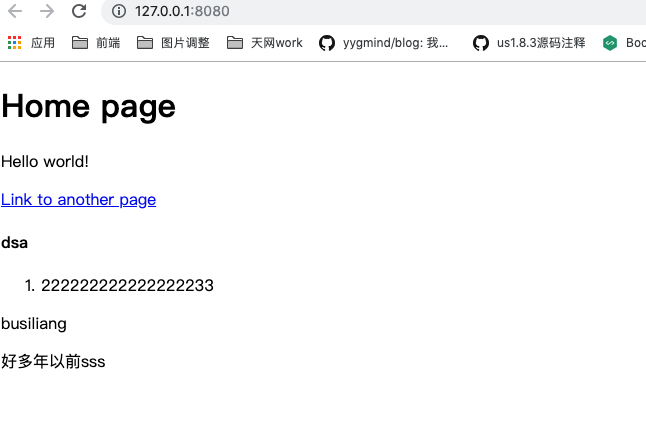 127.0.0.1:8080
应用 前端 图片调整 天网work yygmind/blog: 我... us1.8.3源码注释 Boo
Home page
Hello world!
Link to another page
dsa
1. 222222222222222233
busiliang
好多年以前sss